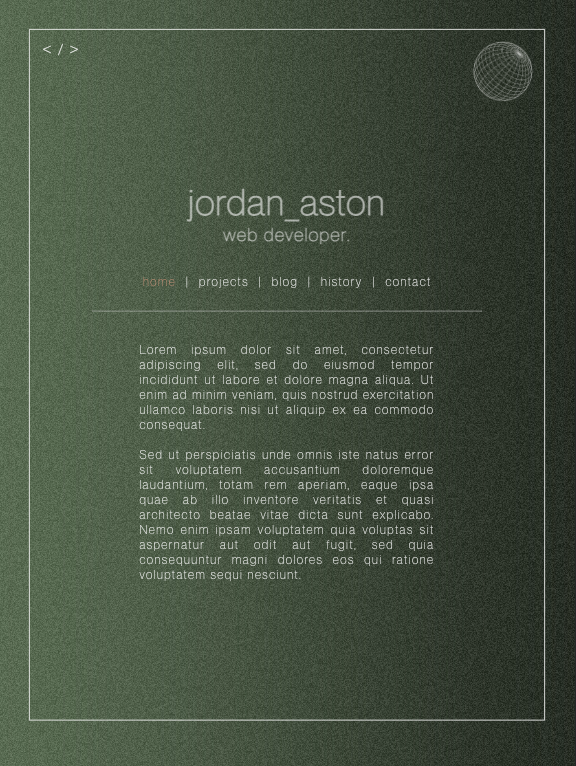 < / >
jordan_aston
web developer.
home | projects | blog | history | contact
Lorem ipsum dolor sit amet, consectetur
adipiscing elit, sed do eiusmod tempor
incididunt ut labore et dolore magna aliqua. Ut
enim ad minim veniam, quis nostrud exercitation
ullamco laboris nisi ut aliquip ex ea commodo
consequat.
Sed ut perspiciatis unde omnis iste natus error
sit voluptatem accusantium doloremque
laudantium, totam rem aperiam, eaque ipsa
quae ab illo inventore veritatis et quasi
architecto beatae vitae dicta sunt explicabo.
Nemo enim ipsam voluptatem quia voluptas sit
aspernatur aut odit aut fugit, sed quia
consequuntur magni dolores eos qui ratione
voluptatem sequi nesciunt.